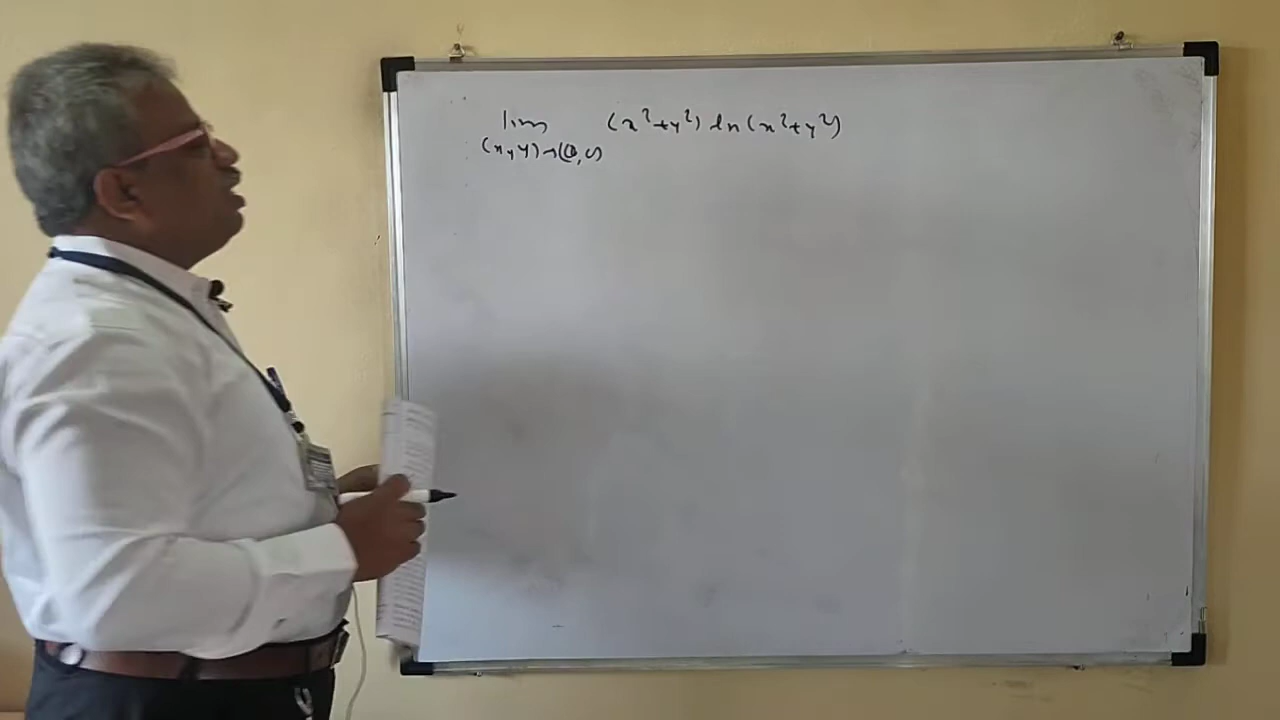 lim (x²+y²) ln(x²+y²)
(x,y)→(0,0)